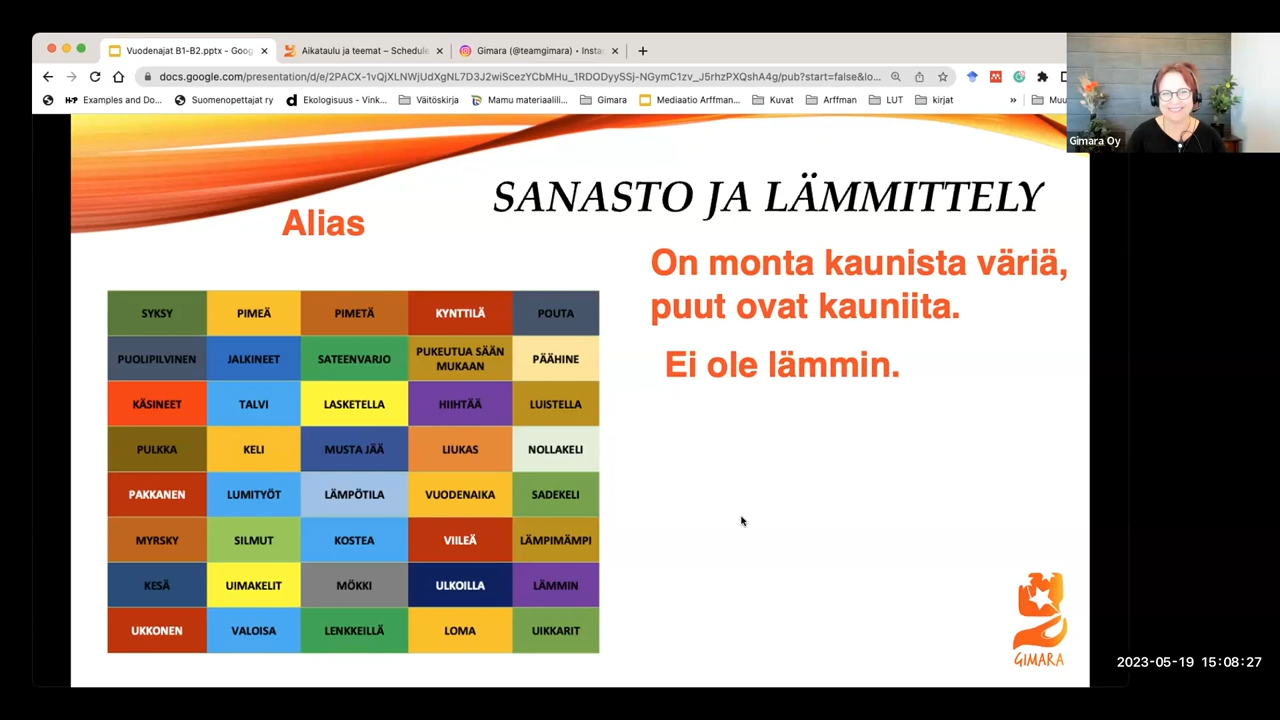 Vuodenajat B1-B2.pptx - Goog
Aikataulu ja teemat – Schedule
Gimara (@teamgimara) • Insta
docs.google.com/presentation/d/e/2PACX-1vQjXLNWjUdXgNL7D3J2wiScezYCbMHu_1RDODyySSj-NGymC1zv_J5rhzPXQshA4g/pub?start=false&lo...
Examples and Do... Suomenopettajat ry Ekologisuus - Vink... Väitöskirja Mamu materiaalili... Gimara Mediaatio Arffman... Kuvat Arffman LUT kirjat » Muu
Gimara Oy
SANASTO JA LÄMMITTELY
Alias
On monta kaunista väriä,
puut ovat kauniita.
Ei ole lämmin.
SYKSY PIMEÄ PIMETÄ KYNTTILÄ POUTA
PUOLIPILVINEN JALKINEET SATEENVARJO PUKEUTUA SÄÄN MUKAAN PÄÄHINE
KÄSINEET TALVI LASKETELLA HIIHTÄÄ LUISTELLA
PULKKA KELI MUSTA JÄÄ LIUKAS NOLLAKELI
PAKKANEN LUMITYÖT LÄMPÖTILA VUODENAIKA SADEKELI
MYRSKY SILMUT KOSTEA VIILEÄ LÄMPIMÄMPI
KESÄ UIMAKELIT MÖKKI ULKOILLA LÄMMIN
UKKONEN VALOISA LENKKEILLÄ LOMA UIKKARIT
GIMARA
2023-05-19 15:08:27